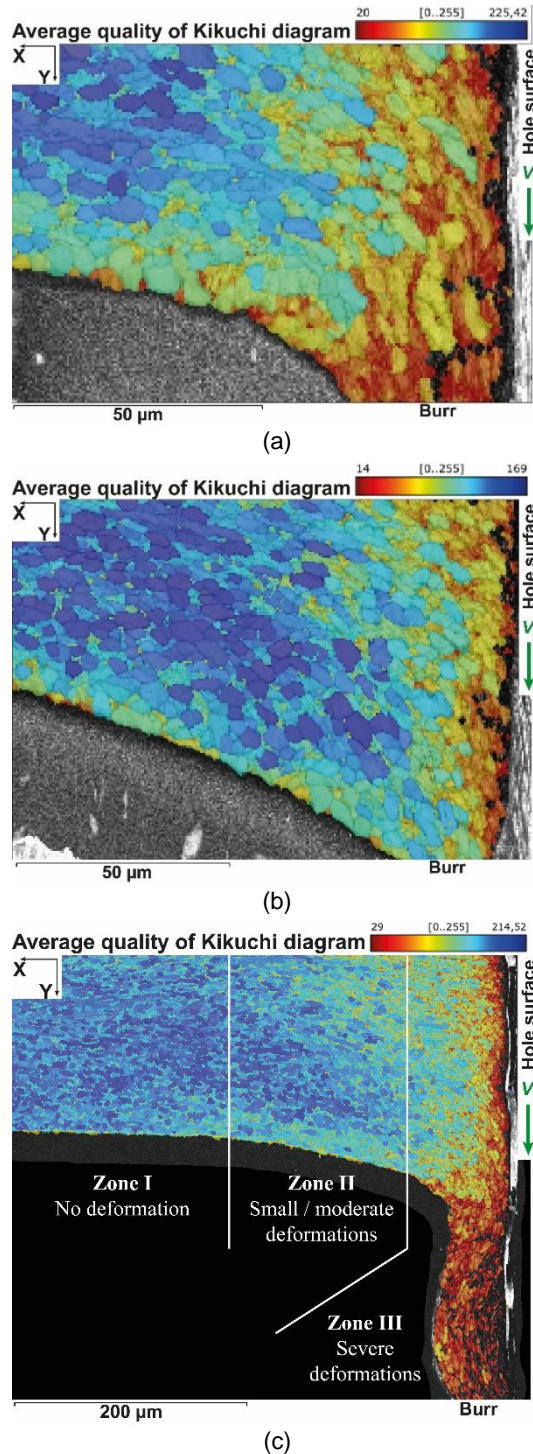 Average quality of Kikuchi diagram
20 [0..255] 225,42
X
Y
Hole surface
v
50 µm
Burr
(a)
Average quality of Kikuchi diagram
14 [0..255] 169
X
Y
Hole surface
v
50 µm
Burr
(b)
Average quality of Kikuchi diagram
29 [0..255] 214,52
X
Y
Hole surface
v
Zone I
No deformation
Zone II
Small / moderate
deformations
Zone III
Severe
deformations
200 µm
Burr
(c)